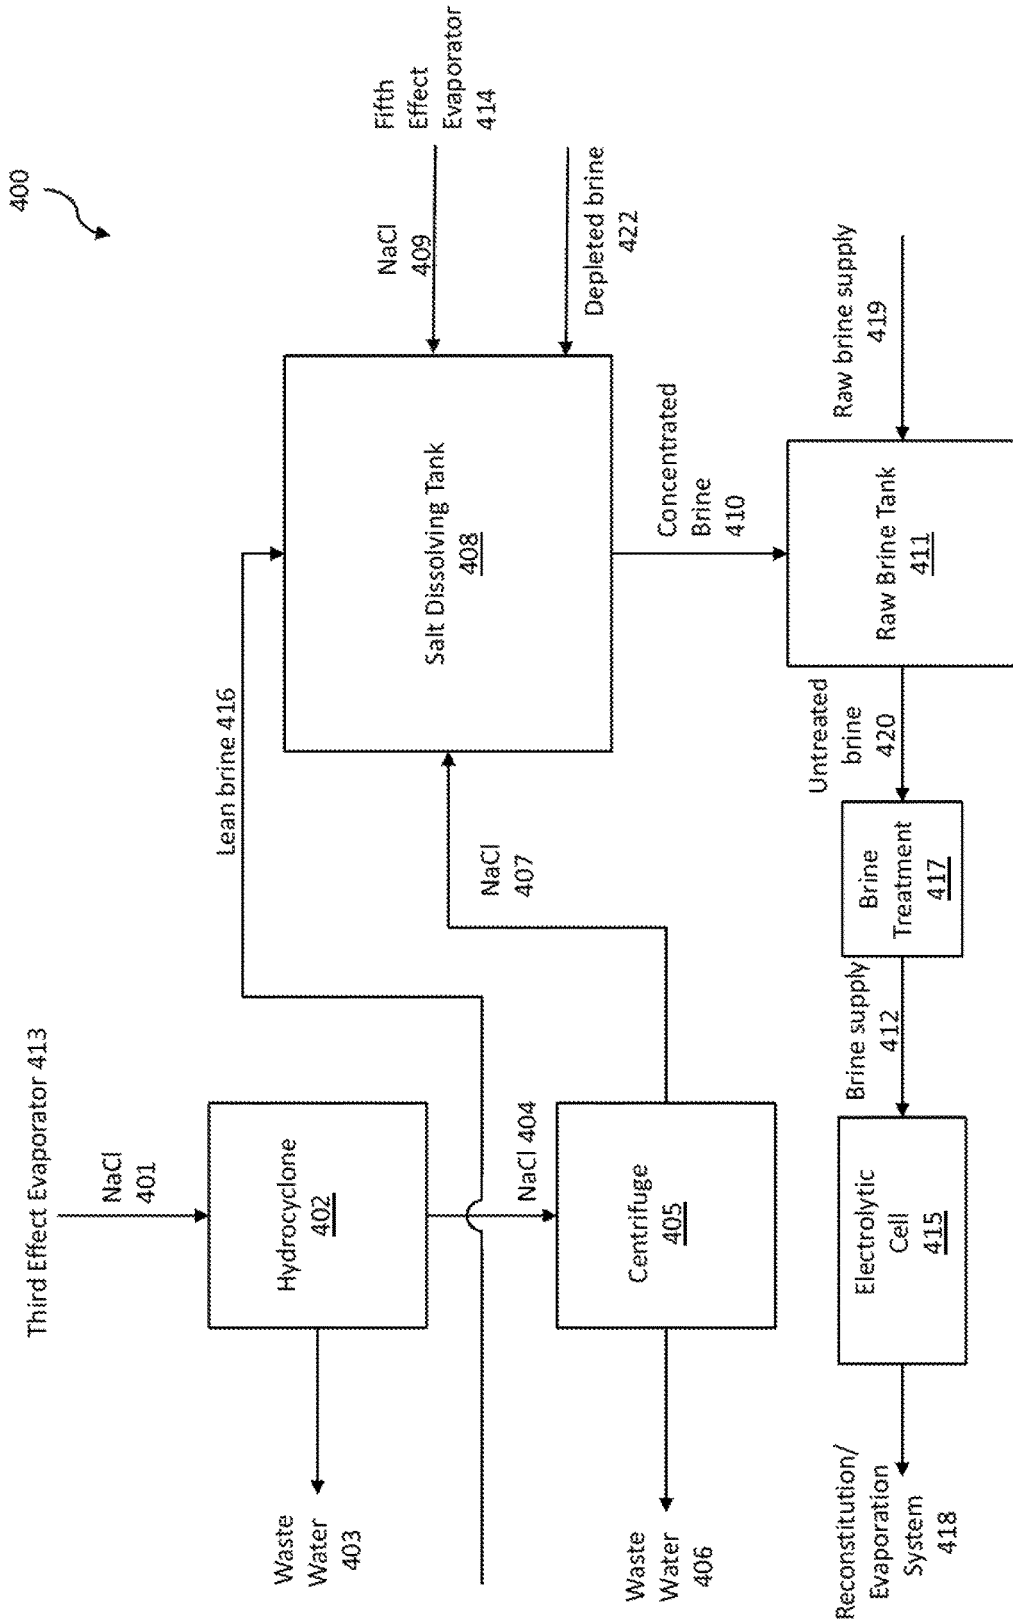 400
Third Effect Evaporator 413
NaCl
401
Hydrocyclone
402
Waste
Water
403
Lean brine 416
NaCl 404
Centrifuge
405
Waste
Water
406
NaCl
407
Salt Dissolving Tank
408
NaCl
409
Fifth
Effect
Evaporator
414
Depleted brine
422
Concentrated
Brine
410
Raw brine supply
419
Raw Brine Tank
411
Untreated
brine
420
Brine
Treatment
417
Brine supply
412
Electrolytic
Cell
415
Reconstitution/
Evaporation
System
418